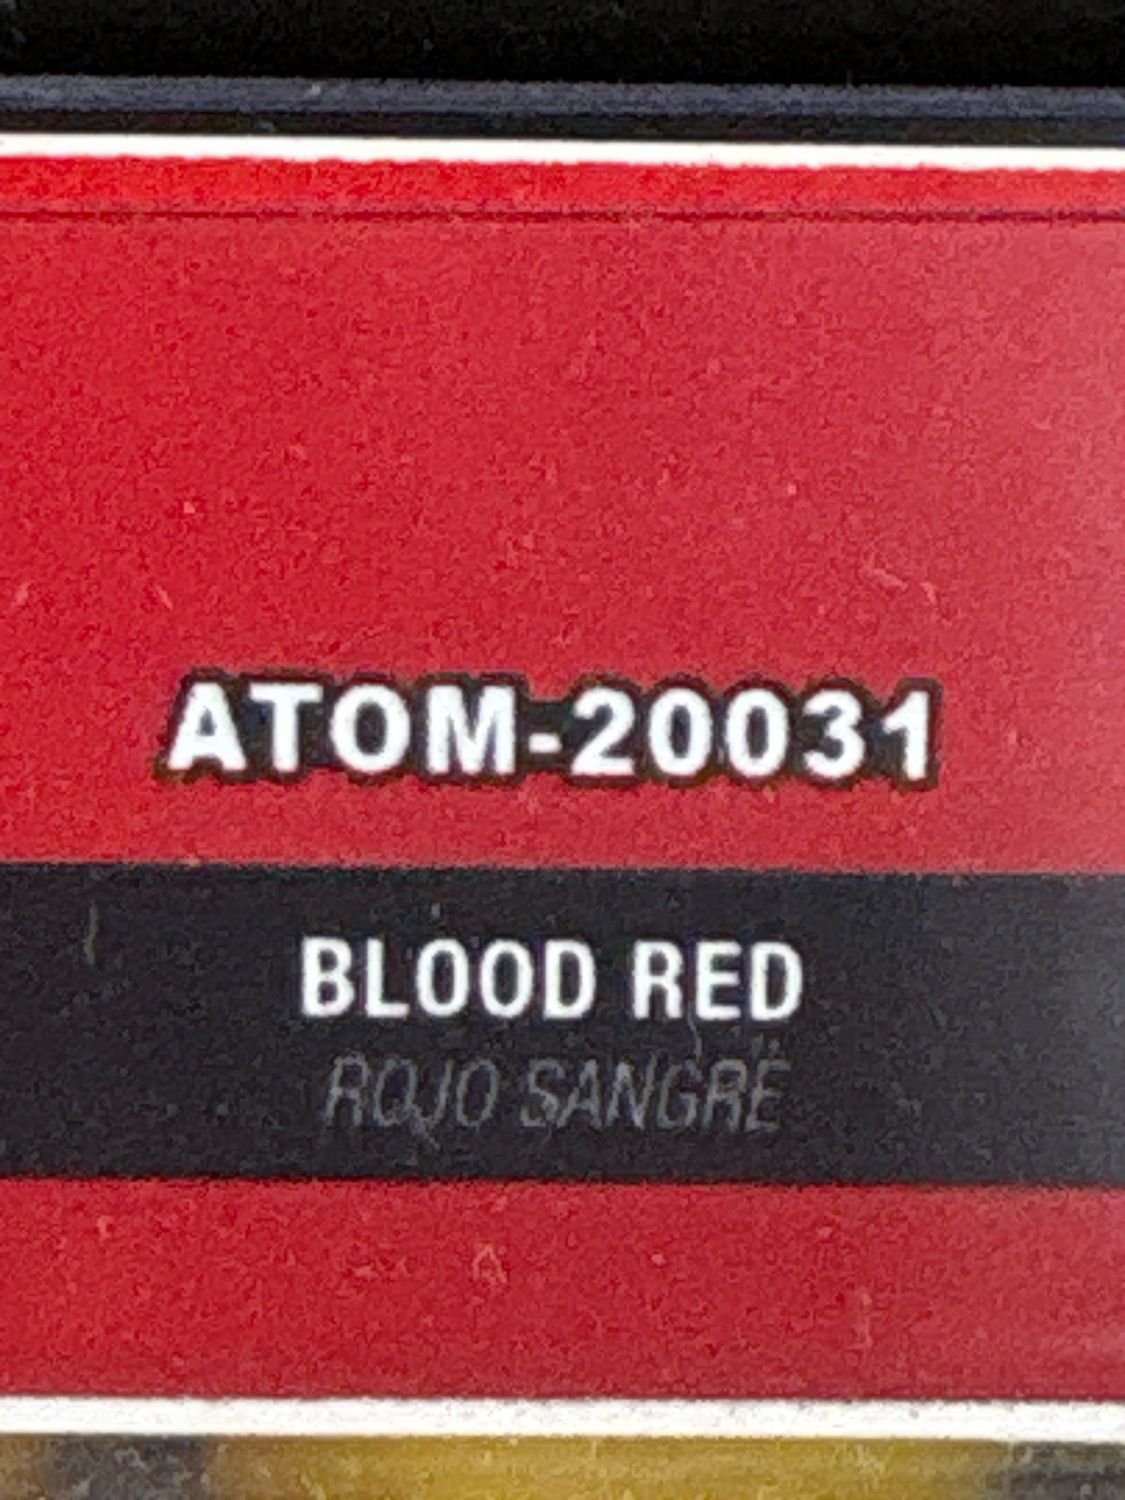 ATOM-20031
BLOOD RED
ROJO SANGRE